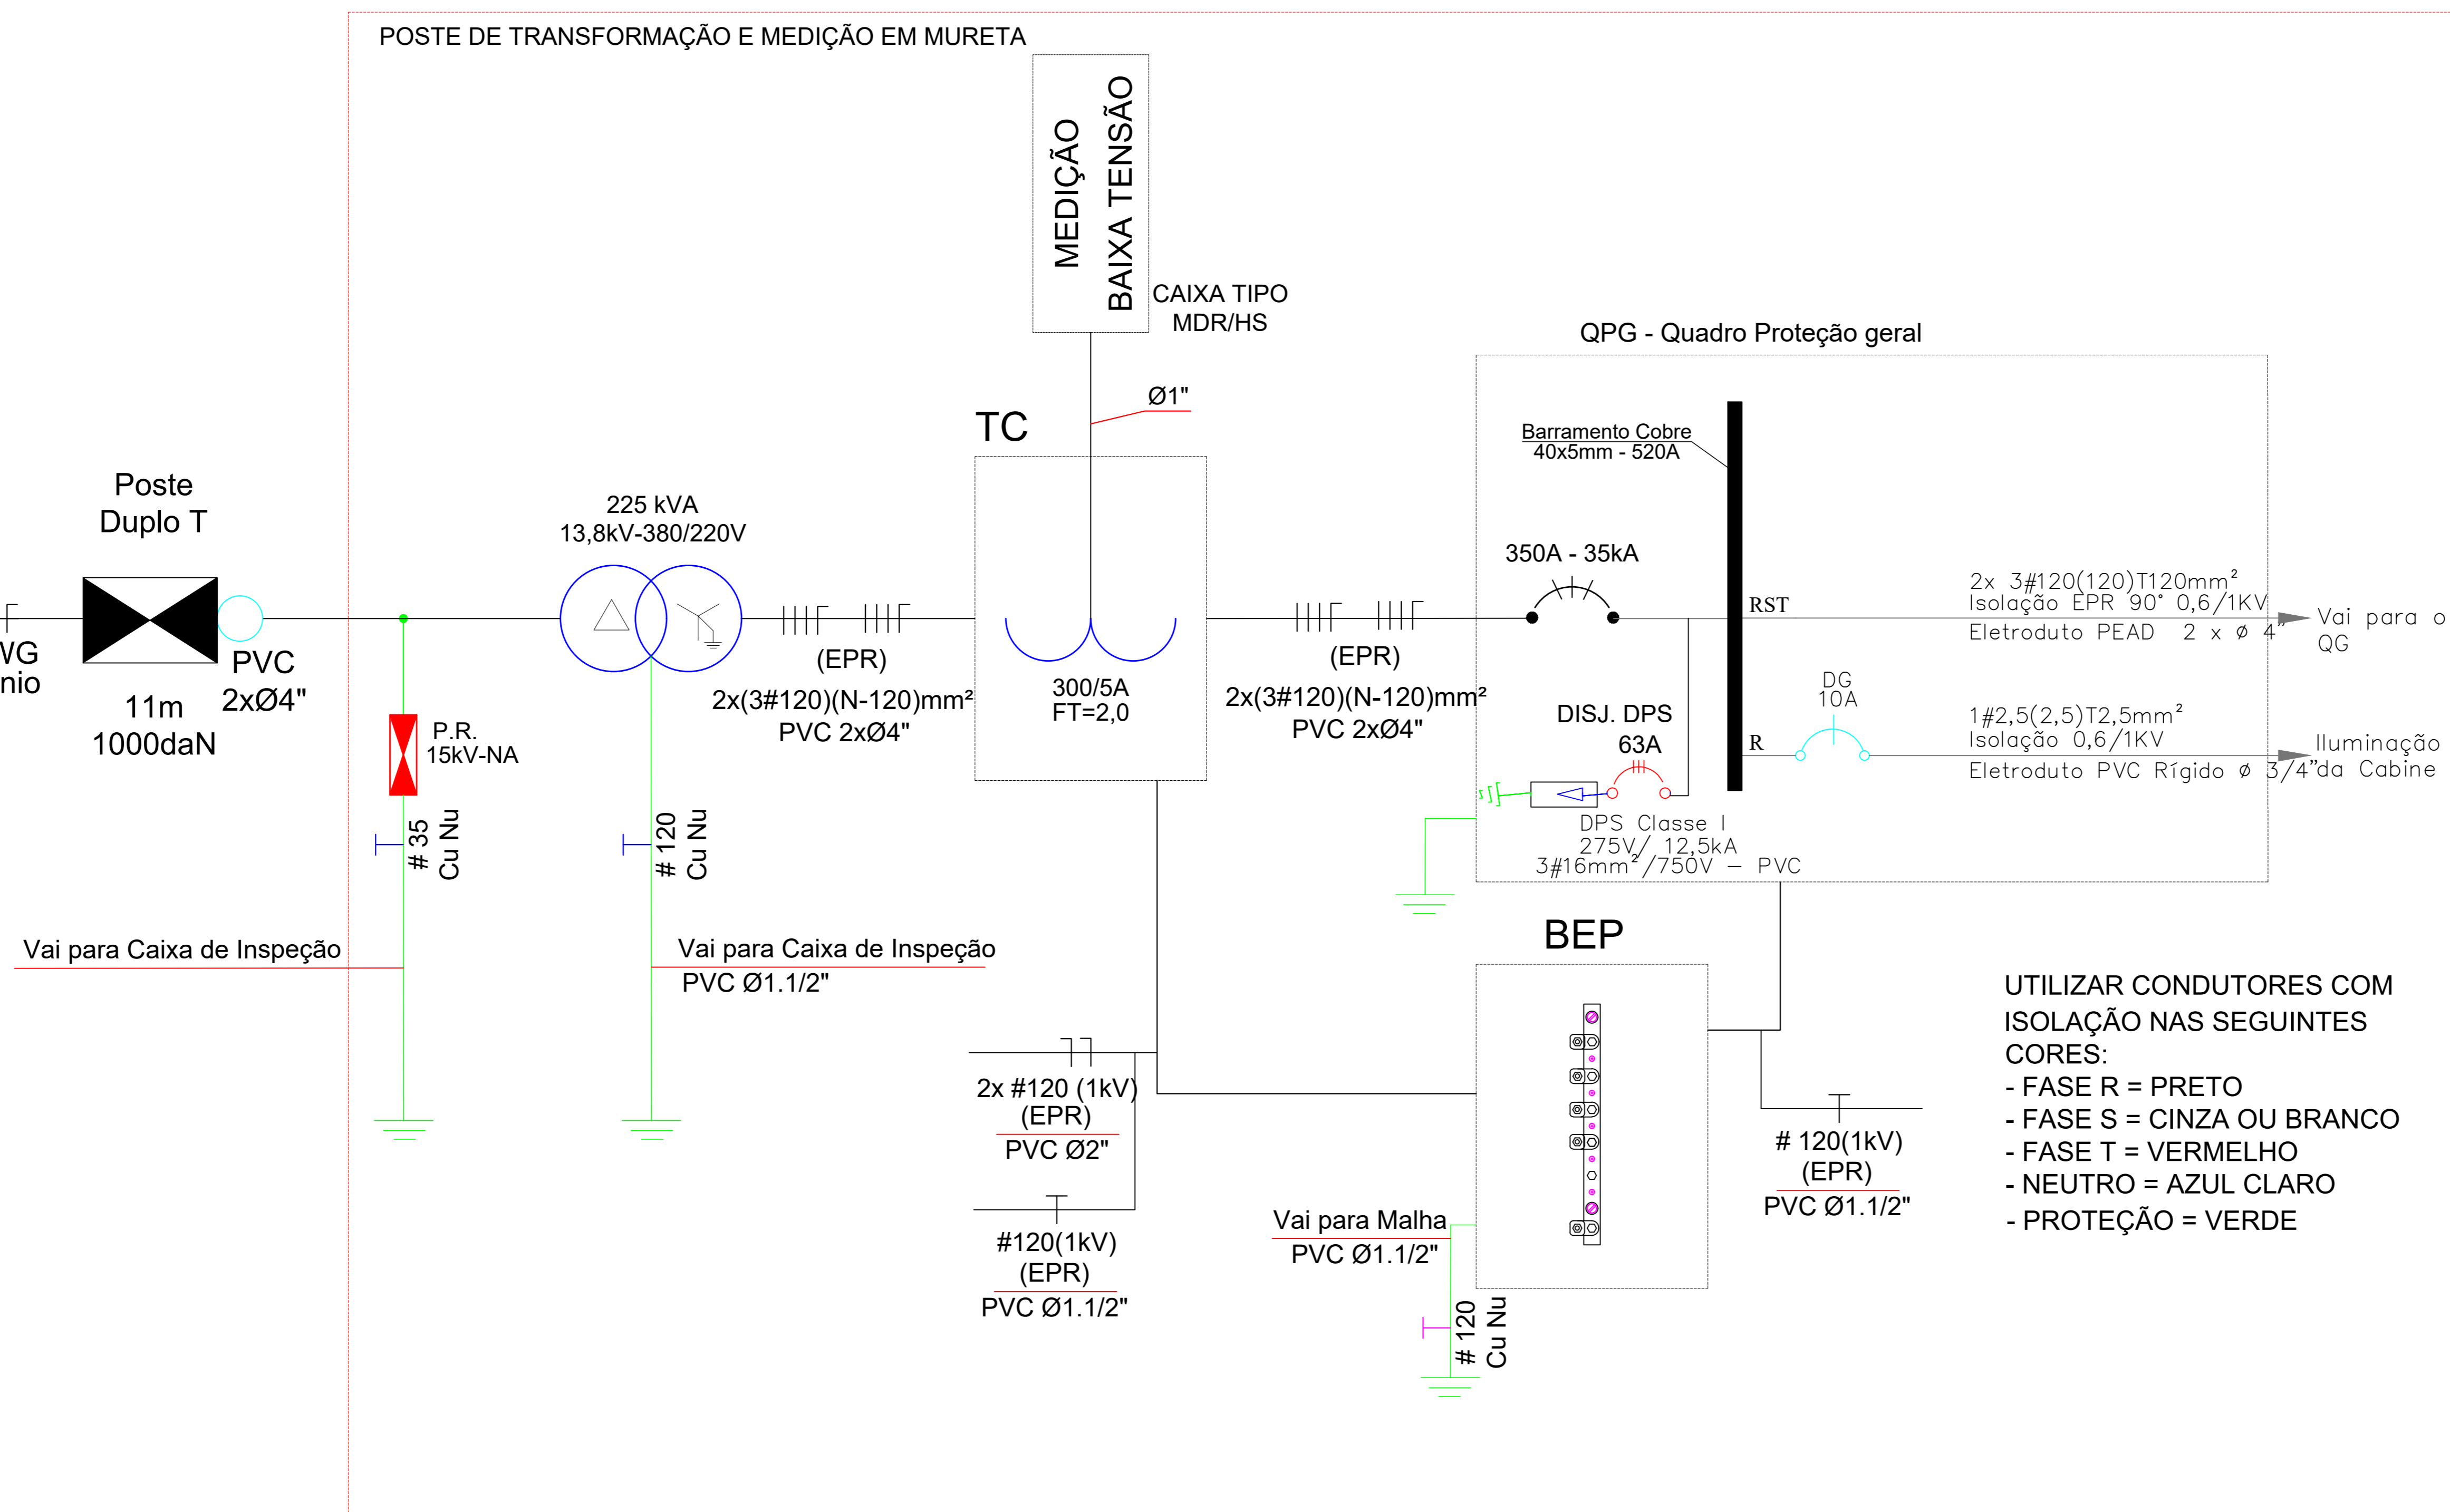 POSTE DE TRANSFORMAÇÃO E MEDIÇÃO EM MURETA
MEDIÇÃO
BAIXA TENSÃO
CAIXA TIPO
MDR/HS
Ø1"
TC
300/5A
FT=2,0
Poste
Duplo T
11m
1000daN
PVC
2xØ4"
225 kVA
13,8kV-380/220V
(EPR)
2x(3#120)(N-120)mm²
PVC 2xØ4"
(EPR)
2x(3#120)(N-120)mm²
PVC 2xØ4"
P.R.
15kV-NA
# 35
Cu Nu
# 120
Cu Nu
Vai para Caixa de Inspeção
Vai para Caixa de Inspeção
PVC Ø1.1/2"
QPG - Quadro Proteção geral
Barramento Cobre
40x5mm - 520A
350A - 35kA
RST
2x 3#120(120)T120mm²
Isolação EPR 90° 0,6/1KV
Eletroduto PEAD 2 x ø 4"
Vai para o
QG
DISJ. DPS
63A
R
DG
10A
1#2,5(2,5)T2,5mm²
Isolação 0,6/1KV
Eletroduto PVC Rígido ø 3/4"
Iluminação
da Cabine
DPS Classe I
275V/ 12,5kA
3#16mm²/750V – PVC
BEP
2x #120 (1kV)
(EPR)
PVC Ø2"
#120(1kV)
(EPR)
PVC Ø1.1/2"
Vai para Malha
PVC Ø1.1/2"
# 120
Cu Nu
# 120(1kV)
(EPR)
PVC Ø1.1/2"
UTILIZAR CONDUTORES COM
ISOLAÇÃO NAS SEGUINTES
CORES:
- FASE R = PRETO
- FASE S = CINZA OU BRANCO
- FASE T = VERMELHO
- NEUTRO = AZUL CLARO
- PROTEÇÃO = VERDE